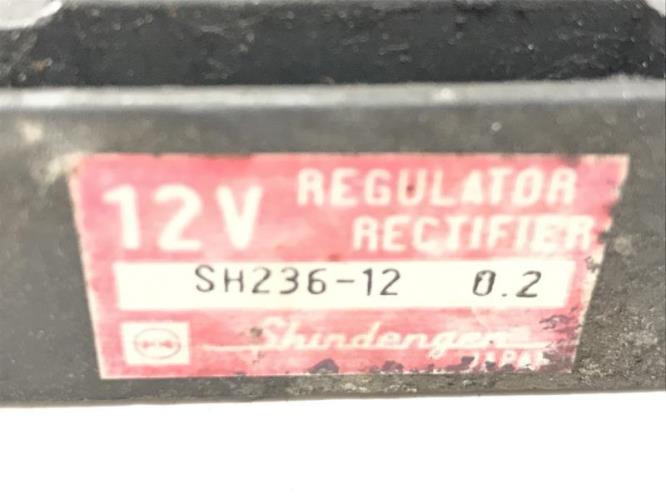 12V REGULATOR
RECTIFIER
SH236-12 0.2
Shindengen
JAPAN